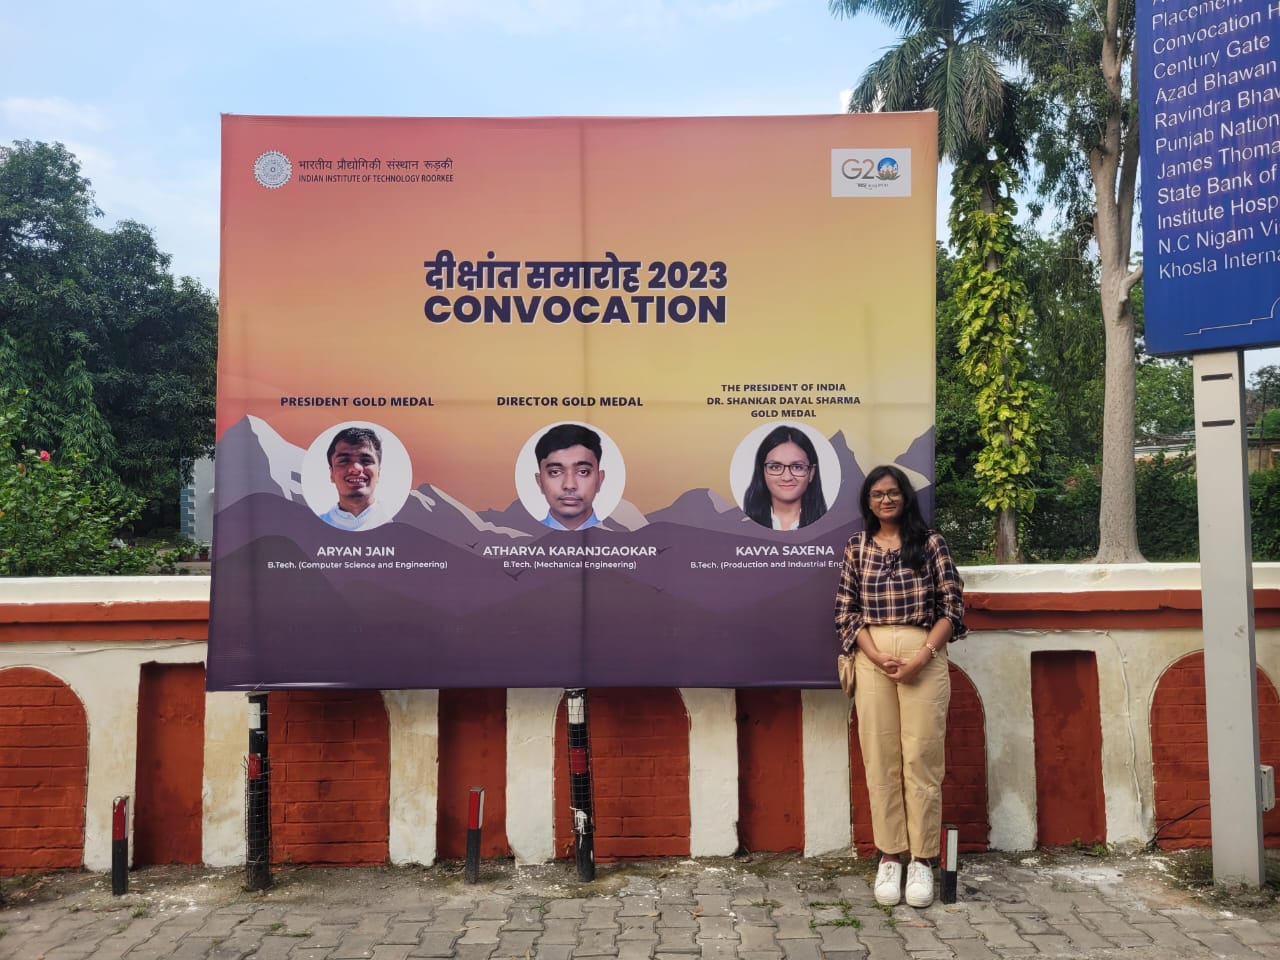 भारतीय प्रौद्योगिकी संस्थान रूड़की
INDIAN INSTITUTE OF TECHNOLOGY ROORKEE
G20
दीक्षांत समारोह 2023
CONVOCATION
PRESIDENT GOLD MEDAL
ARYAN JAIN
B.Tech. (Computer Science and Engineering)
DIRECTOR GOLD MEDAL
ATHARVA KARANJGAOKAR
B.Tech. (Mechanical Engineering)
THE PRESIDENT OF INDIA
DR. SHANKAR DAYAL SHARMA
GOLD MEDAL
KAVYA SAXENA
B.Tech. (Production and Industrial Eng
Placement
Convocation H
Century Gate
Azad Bhawan
Ravindra Bhav
Punjab Nation
James Thoma
State Bank of
Institute Hosp
N.C Nigam Vi
Khosla Interna